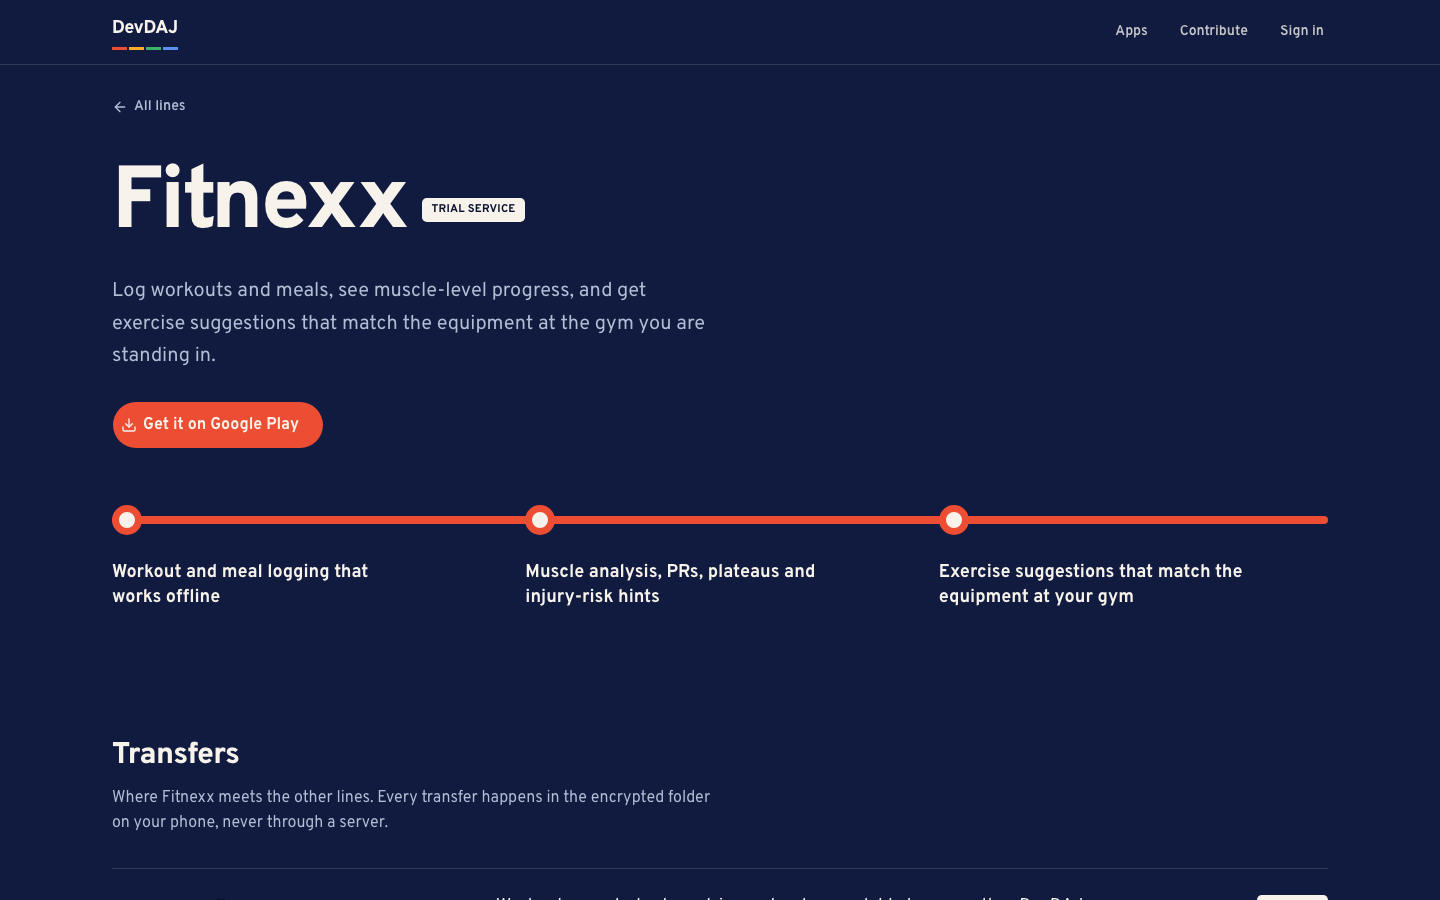 DevDAJ
Apps
Contribute
Sign in
All lines
Fitnexx
TRIAL SERVICE
Log workouts and meals, see muscle-level progress, and get
exercise suggestions that match the equipment at the gym you are
standing in.
Get it on Google Play
Workout and meal logging that
works offline
Muscle analysis, PRs, plateaus and
injury-risk hints
Exercise suggestions that match the
equipment at your gym
Transfers
Where Fitnexx meets the other lines. Every transfer happens in the encrypted folder
on your phone, never through a server.